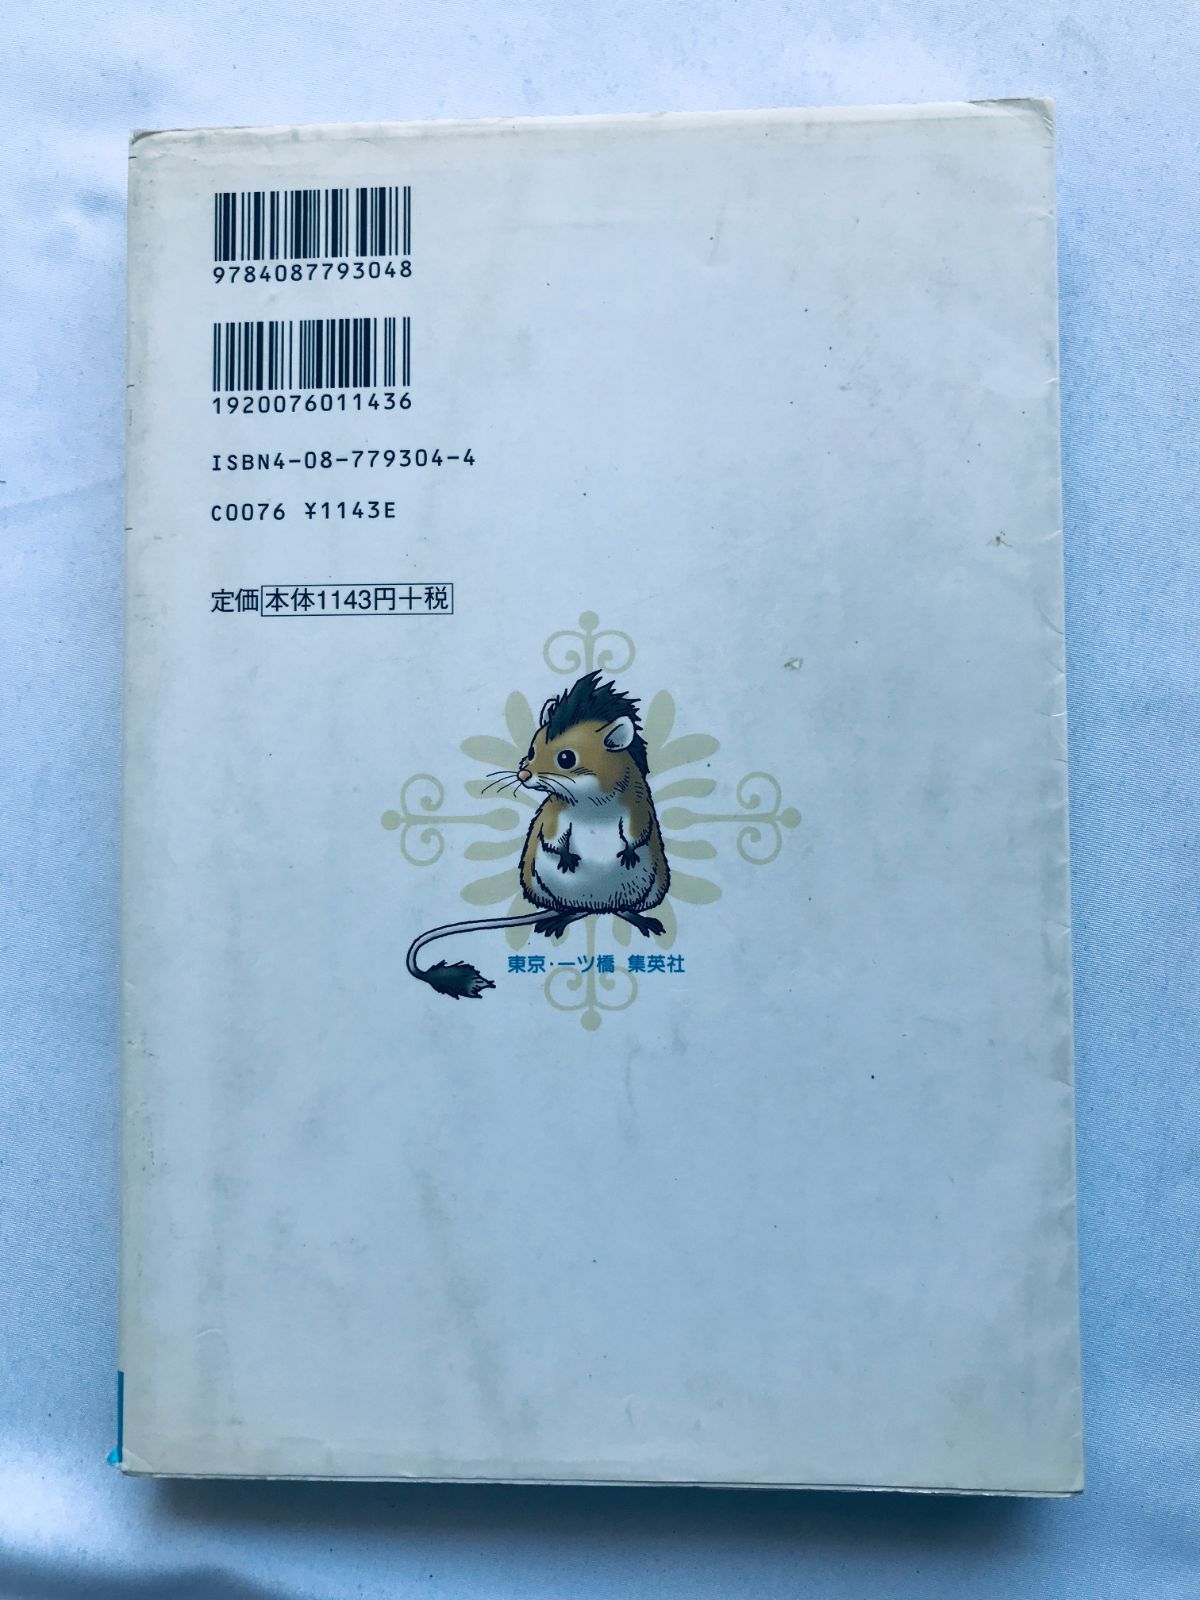 9784087793048
1920076011436
ISBN4-08-779304-4
C0076 ¥1143E
定価本体1143円+税
東京・一ツ橋 集英社